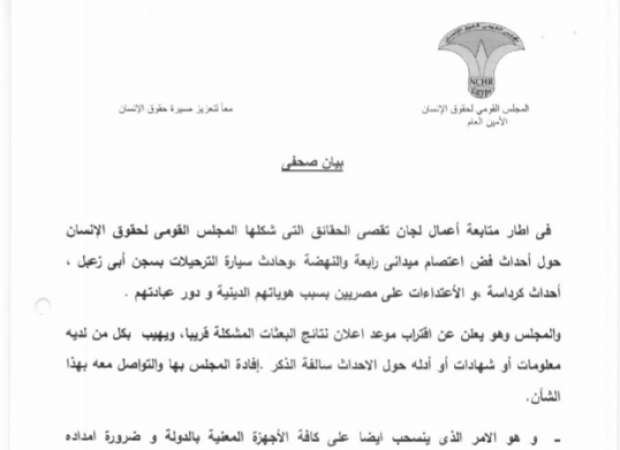 NCHR
Egypt
المجلس القومي لحقوق الإنسان
الأمين العام
معاً لتعزيز مسيرة حقوق الإنسان
بيان صحفى
فى اطار متابعة أعمال لجان تقصى الحقائق التى شكلها المجلس القومى لحقوق الإنسان
حول أحداث فض اعتصام ميدانى رابعة والنهضة ،وحادث سيارة الترحيلات بسجن أبى زعبل ،
أحداث كرداسة ،و الأعتداءات على مصريين بسبب هوياتهم الدينية و دور عبادتهم .
والمجلس وهو يعلن عن اقتراب موعد اعلان نتائج البعثات المشكلة قريبا، ويهيب بكل من لديه
معلومات أو شهادات أو أدله حول الاحداث سالفة الذكر .إفادة المجلس بها والتواصل معه بهذا
الشأن.
- و هو الامر الذى ينسحب ايضا على كافة الأجهزة المعنية بالدولة و ضرورة امداده